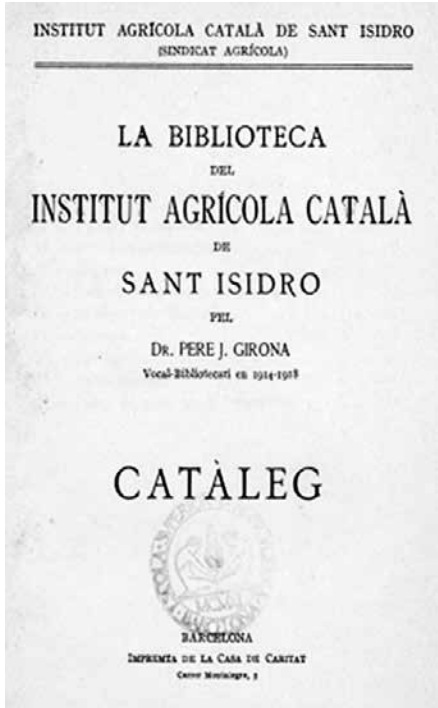 INSTITUT AGRÍCOLA CATALÀ DE SANT ISIDRO
(SINDICAT AGRÍCOLA)
LA BIBLIOTECA
DEL
INSTITUT AGRÍCOLA CATALÀ
DE
SANT ISIDRO
PEL
DR. PERE J. GIRONA
Vocal-Bibliotecari en 1914-1918
CATÀLEG
BARCELONA
IMPREMTA DE LA CASA DE CARITAT
Carrer Montalegre, 5